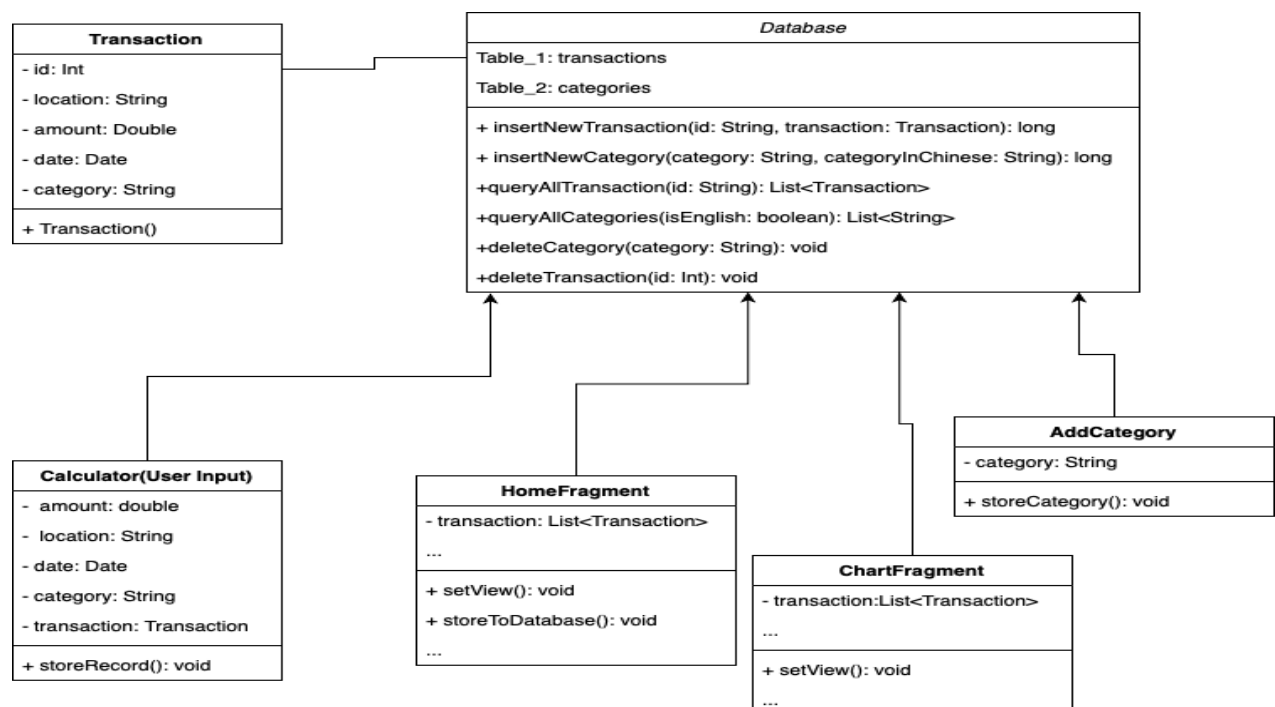 Transaction
- id: Int
- location: String
- amount: Double
- date: Date
- category: String
+ Transaction()
Database
Table_1: transactions
Table_2: categories
+ insertNewTransaction(id: String, transaction: Transaction): long
+ insertNewCategory(category: String, categoryInChinese: String): long
+queryAllTransaction(id: String): List<Transaction>
+queryAllCategories(isEnglish: boolean): List<String>
+deleteCategory(category: String): void
+deleteTransaction(id: Int): void
Calculator(User Input)
- amount: double
- location: String
- date: Date
- category: String
- transaction: Transaction
+ storeRecord(): void
HomeFragment
- transaction: List<Transaction>
...
+ setView(): void
+ storeToDatabase(): void
...
ChartFragment
- transaction:List<Transaction>
...
+ setView(): void
...
AddCategory
- category: String
+ storeCategory(): void